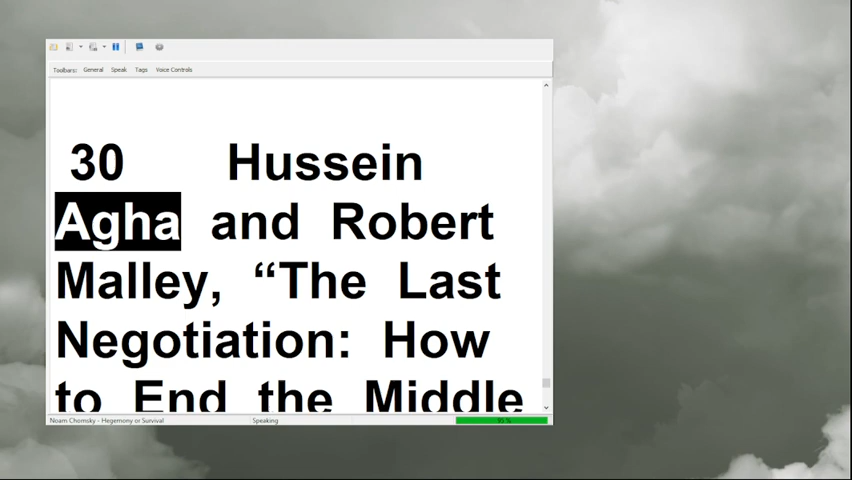 Toolbars: General Speak Tags Voice Controls
30 Hussein
Agha and Robert
Malley, “The Last
Negotiation: How
to End the Middle
Noam Chomsky - Hegemony or Survival Speaking 95 %